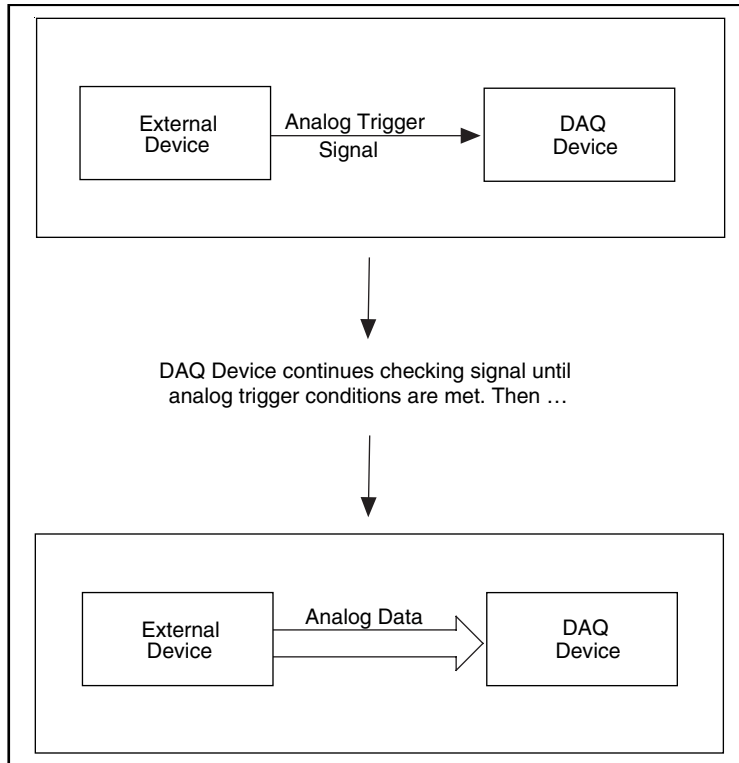 External
Device
Analog Trigger
Signal
DAQ
Device
DAQ Device continues checking signal until
analog trigger conditions are met. Then …
External
Device
Analog Data
DAQ
Device